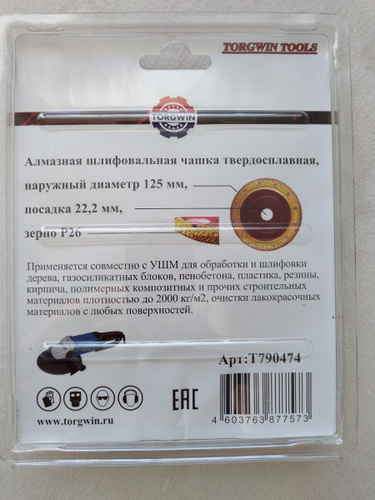 TORGWIN TOOLS
TORGWIN
Алмазная шлифовальная чашка твердосплавная,
наружный диаметр 125 мм,
посадка 22,2 мм,
зерно P26
Применяется совместно с УШМ для обработки и шлифовки
дерева, газосиликатных блоков, пенобетона, пластика, резины,
кирпича, полимерных композитных и прочих строительных
материалов плотностью до 2000 кг/м2, очистки лакокрасочных
материалов с любых поверхностей.
Арт:T790474
EAC
4 603763 877573
www.torgwin.ru